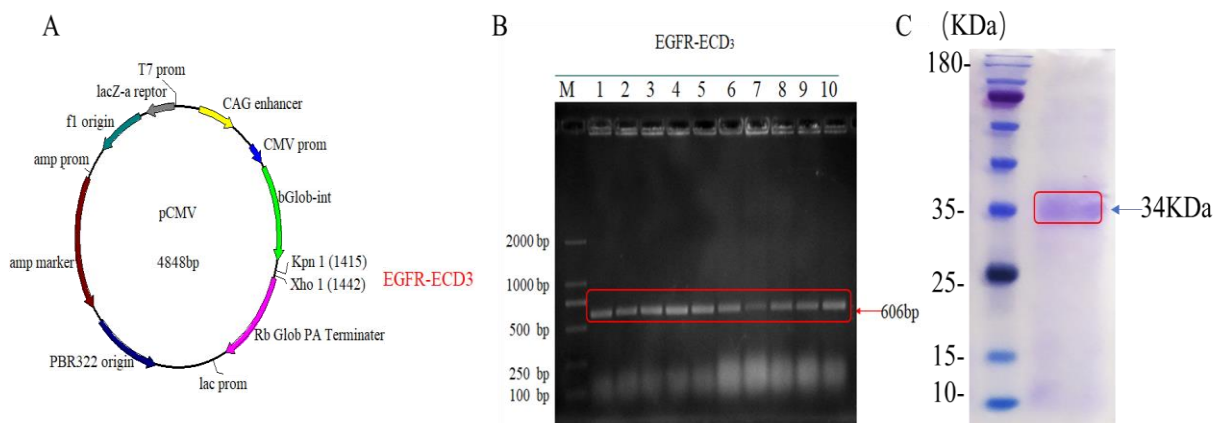 A
T7 prom
lacZ-a reptor
CAG enhancer
f1 origin
CMV prom
amp prom
bGlob-int
pCMV
4848bp
Kpn 1 (1415)
amp marker
Xho 1 (1442)
EGFR-ECD3
Rb Glob PA Terminater
PBR322 origin
lac prom
B
EGFR-ECD3
M 1 2 3 4 5 6 7 8 9 10
2000 bp
1000 bp
606bp
500 bp
250 bp
100 bp
C (KDa)
180-
35-
34KDa
25-
15-
10-